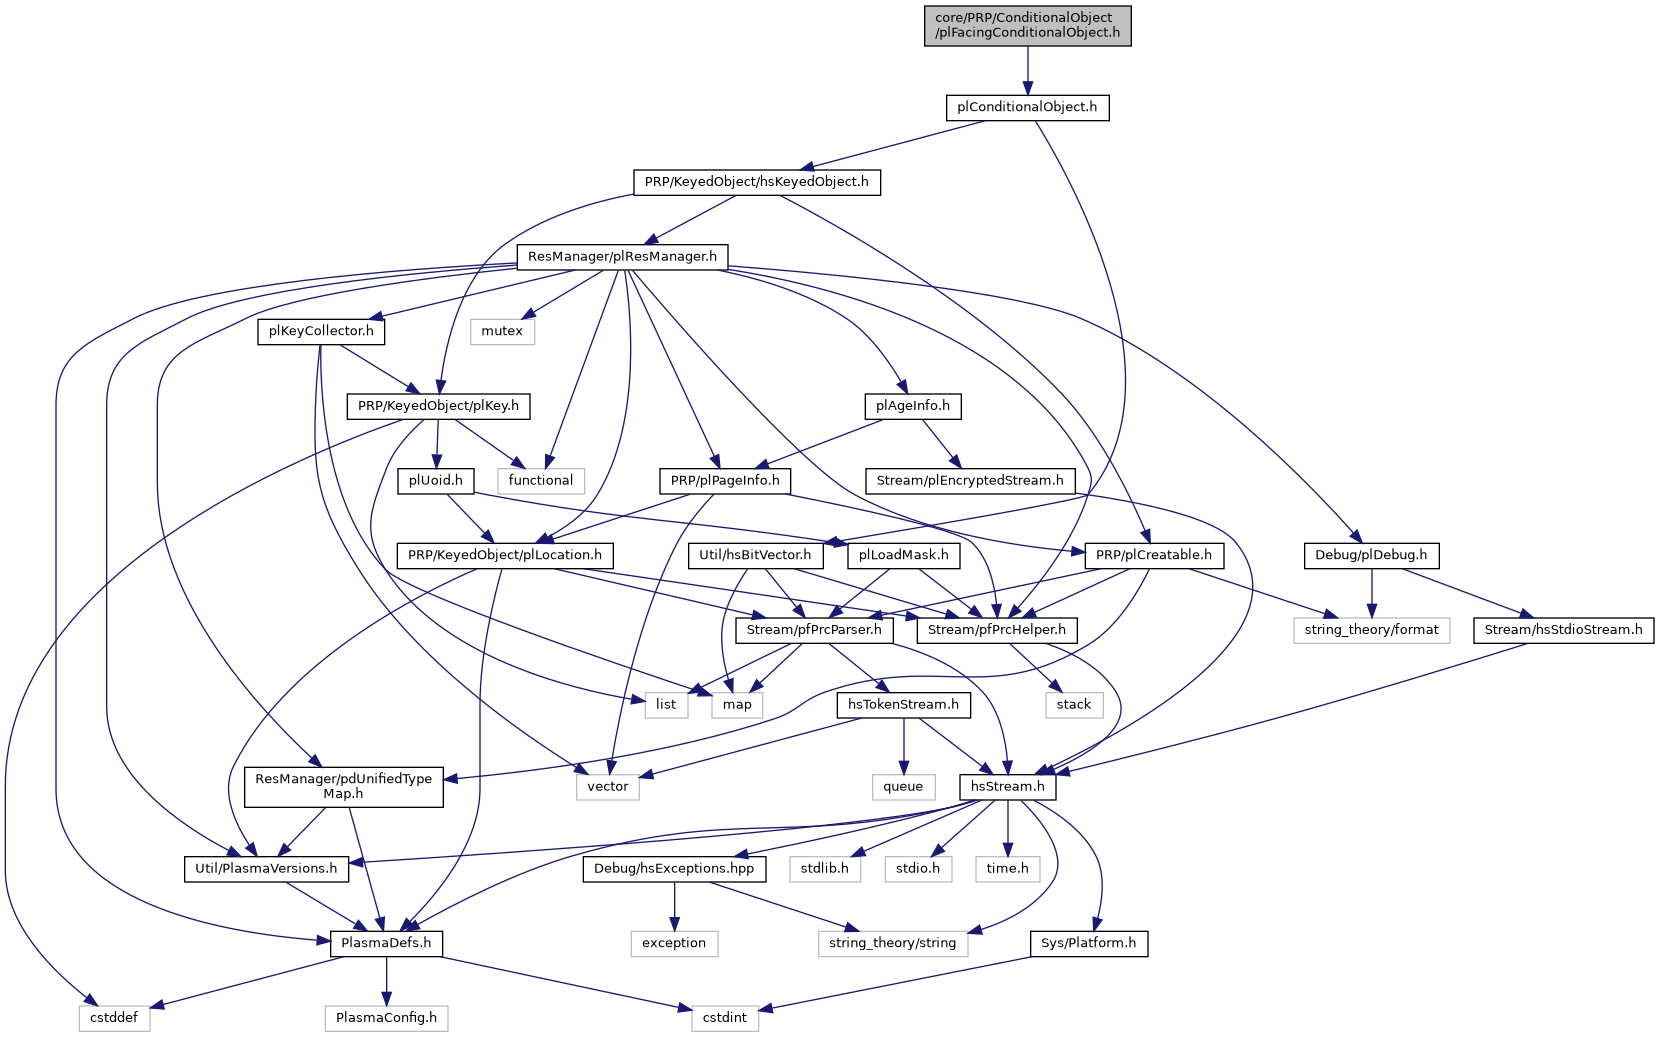 core/PRP/ConditionalObject
/plFacingConditionalObject.h
plConditionalObject.h
PRP/KeyedObject/hsKeyedObject.h
ResManager/plResManager.h
plKeyCollector.h
mutex
PRP/KeyedObject/plKey.h
plAgeInfo.h
plUoid.h
functional
PRP/plPageInfo.h
Stream/plEncryptedStream.h
PRP/KeyedObject/plLocation.h
Util/hsBitVector.h
plLoadMask.h
PRP/plCreatable.h
Debug/plDebug.h
Stream/pfPrcParser.h
Stream/pfPrcHelper.h
string_theory/format
Stream/hsStdioStream.h
list
map
hsTokenStream.h
stack
ResManager/pdUnifiedType
Map.h
vector
queue
hsStream.h
Util/PlasmaVersions.h
Debug/hsExceptions.hpp
stdlib.h
stdio.h
time.h
PlasmaDefs.h
exception
string_theory/string
Sys/Platform.h
cstddef
PlasmaConfig.h
cstdint